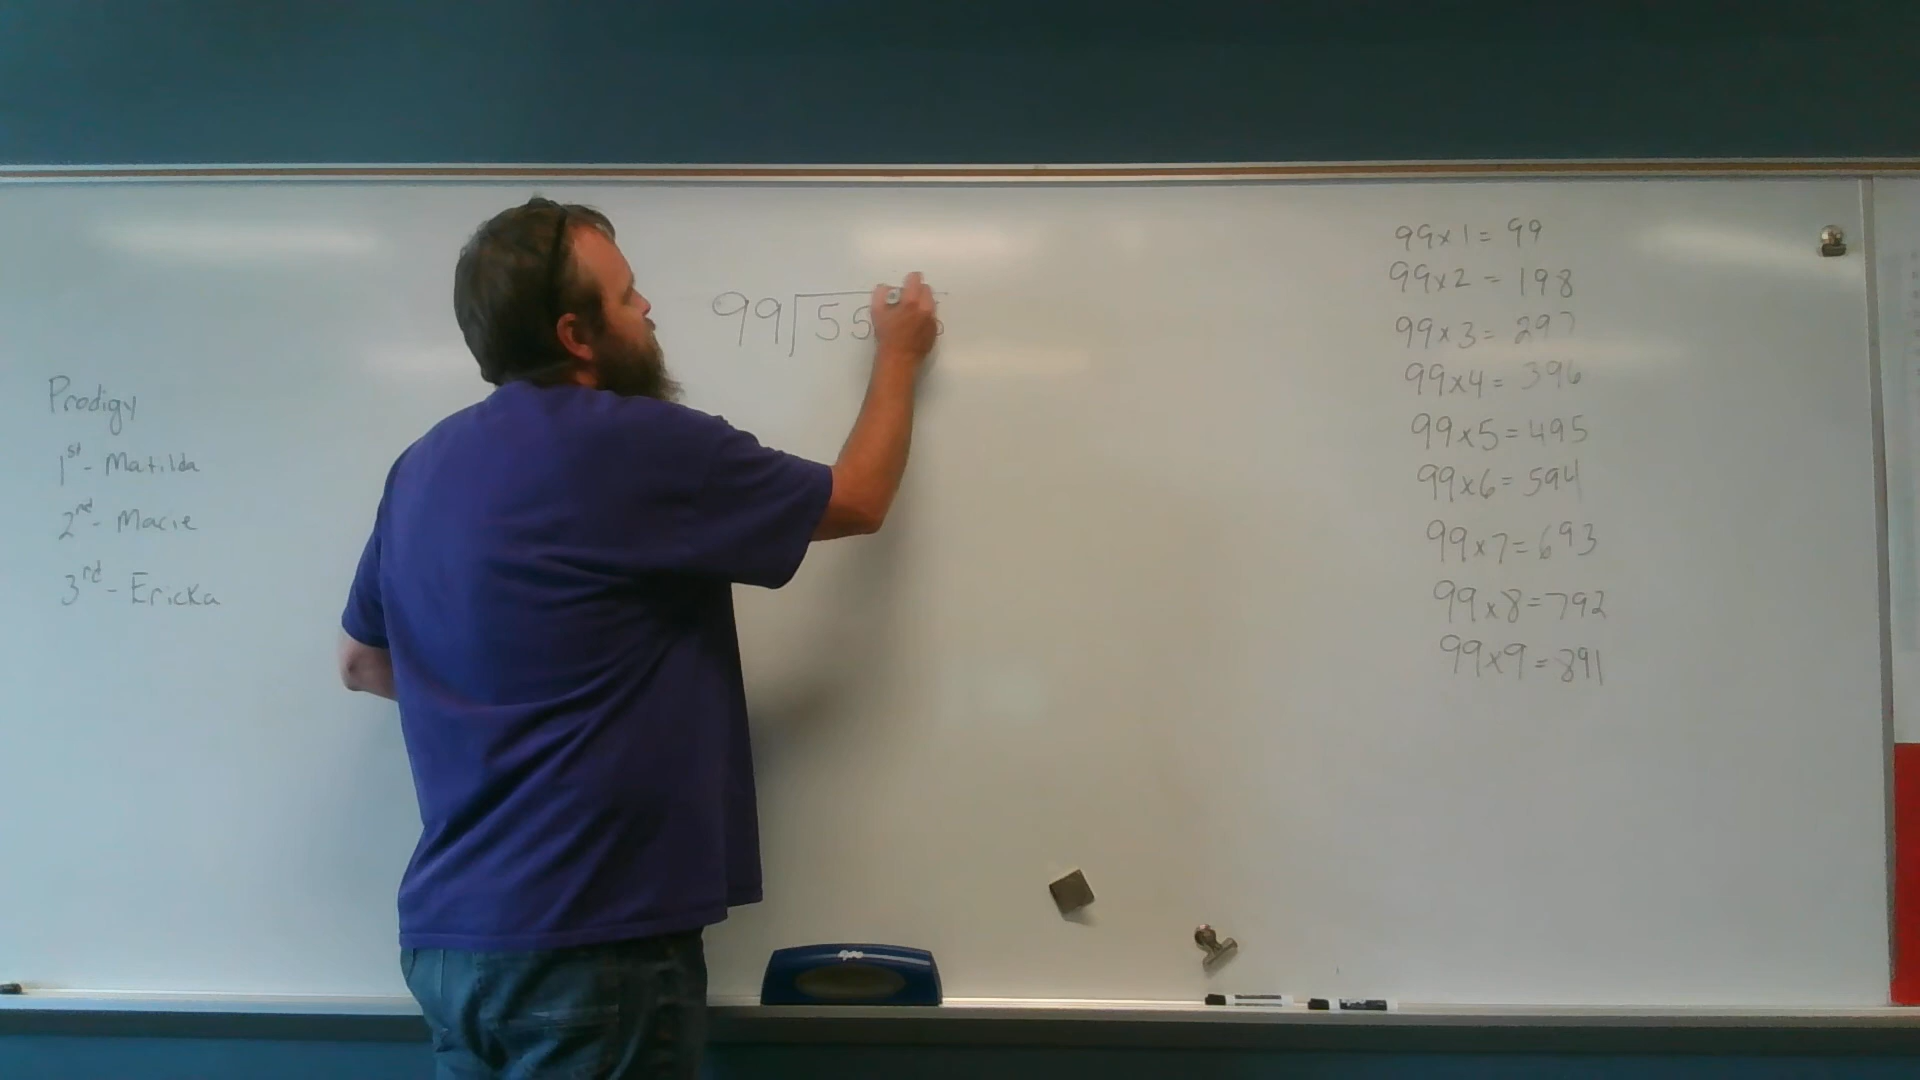 Prodigy
1st - Matilda
2nd - Macie
3rd - Ericka
99 55
99x1 = 99
99x2 = 198
99x3 = 297
99x4 = 396
99x5 = 495
99x6 = 594
99x7 = 693
99x8 = 792
99x9 = 891
expo